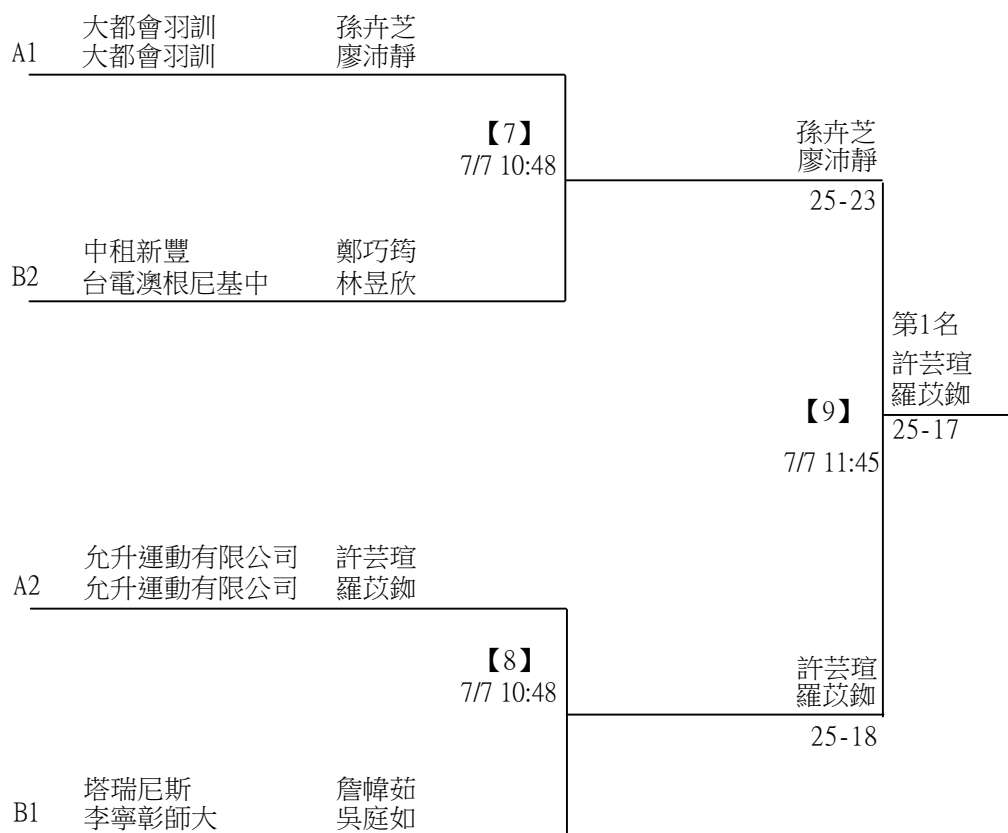 大都會羽訓 孫卉芝
A1 大都會羽訓 廖沛靜
【7】
7/7 10:48
孫卉芝
廖沛靜
25-23
中租新豐 鄭巧筠
B2 台電澳根尼基中 林昱欣
第1名
許芸瑄
羅苡鉫
25-17
【9】
7/7 11:45
允升運動有限公司 許芸瑄
A2 允升運動有限公司 羅苡鉫
【8】
7/7 10:48
許芸瑄
羅苡鉫
25-18
塔瑞尼斯 詹幃茹
B1 李寧彰師大 吳庭如